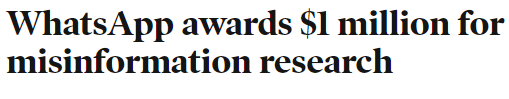 WhatsApp awards $1 million for
misinformation research